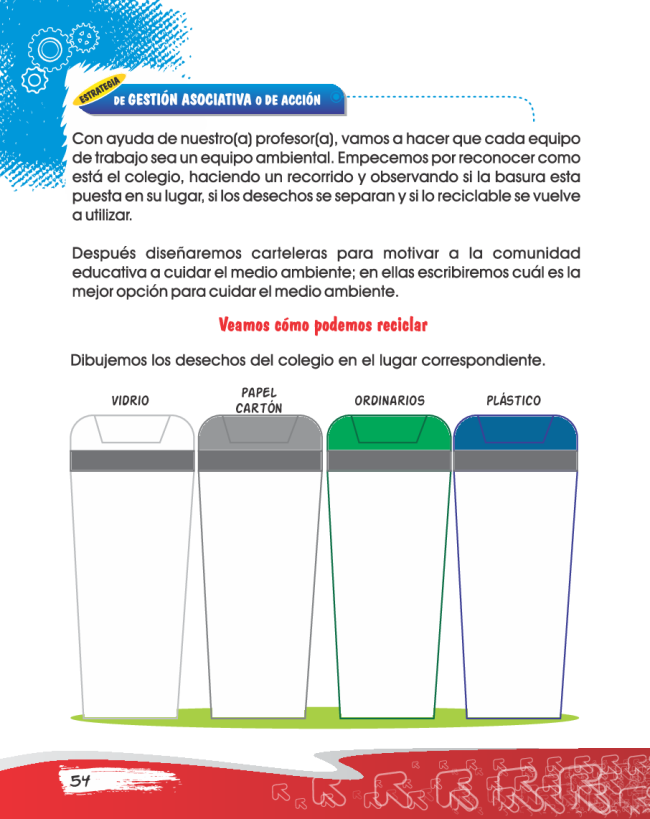 ESTRATEGIA
DE GESTIÓN ASOCIATIVA O DE ACCIÓN
Con ayuda de nuestro(a) profesor(a), vamos a hacer que cada equipo
de trabajo sea un equipo ambiental. Empecemos por reconocer como
está el colegio, haciendo un recorrido y observando si la basura esta
puesta en su lugar, si los desechos se separan y si lo reciclable se vuelve
a utilizar.
Después diseñaremos carteleras para motivar a la comunidad
educativa a cuidar el medio ambiente; en ellas escribiremos cuál es la
mejor opción para cuidar el medio ambiente.
Veamos cómo podemos reciclar
Dibujemos los desechos del colegio en el lugar correspondiente.
VIDRIO
PAPEL
CARTÓN
ORDINARIOS
PLÁSTICO
54